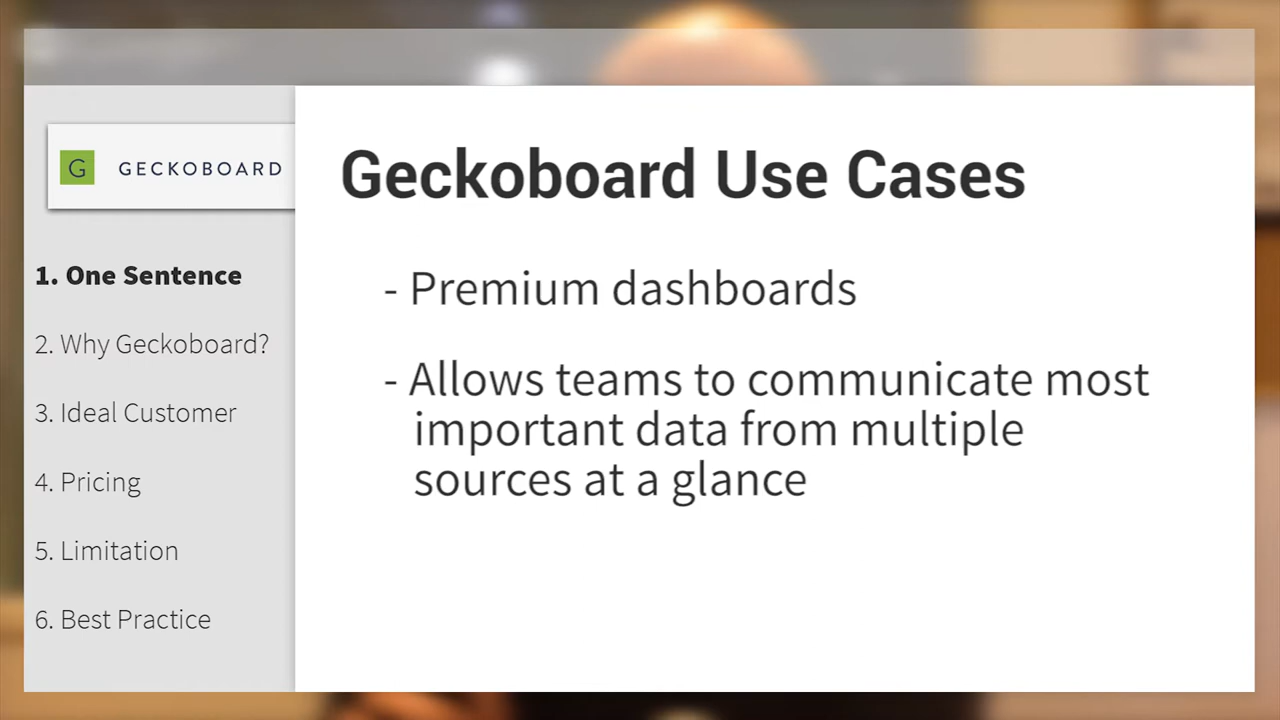 G GECKOBOARD
1. One Sentence
2. Why Geckoboard?
3. Ideal Customer
4. Pricing
5. Limitation
6. Best Practice
Geckoboard Use Cases
- Premium dashboards
- Allows teams to communicate most
important data from multiple
sources at a glance